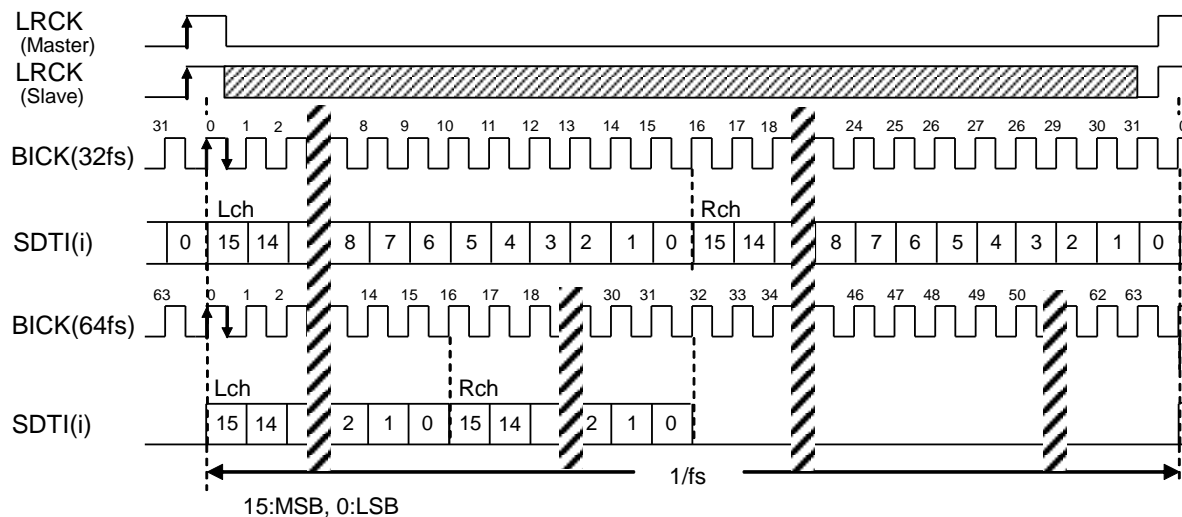 LRCK
(Master)
LRCK
(Slave)
31 0 1 2 8 9 10 11 12 13 14 15 16 17 18 24 25 26 27 26 29 30 31 0
BICK(32fs)
Lch Rch
SDTI(i) 0 15 14 8 7 6 5 4 3 2 1 0 15 14 8 7 6 5 4 3 2 1 0
63 0 1 2 14 15 16 17 18 30 31 32 33 34 46 47 48 49 50 62 63
BICK(64fs)
Lch Rch
SDTI(i) 15 14 2 1 0 15 14 2 1 0
1/fs
15:MSB, 0:LSB